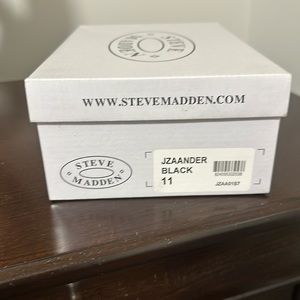 STEVE
MADDEN
WWW.STEVEMADDEN.COM
STEVE
MADDEN
JZAANDER
BLACK
11
JZAA01S7